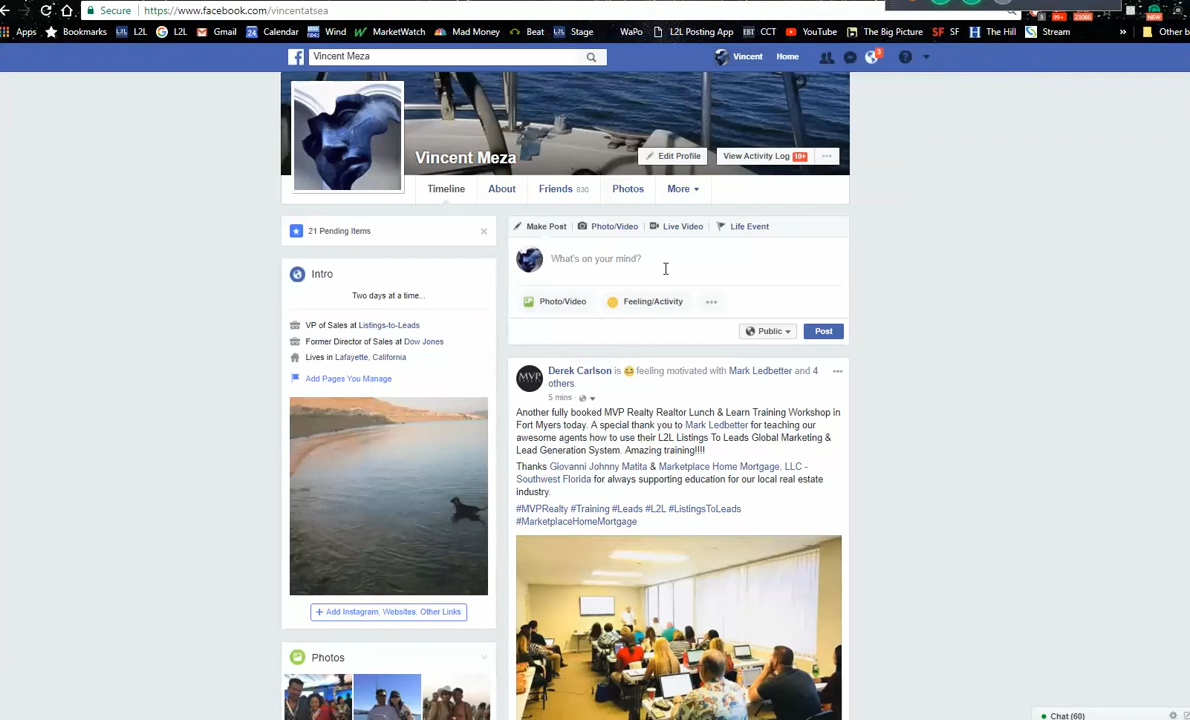 Secure https://www.facebook.com/vincentatsea
99+ 21060 NEW
Apps Bookmarks L2L L2L Gmail 24 Calendar Wind MarketWatch Mad Money Beat L2L Stage WaPo L2L Posting App EBT CCT YouTube The Big Picture SF SF The Hill Stream » Other b
Vincent Meza Vincent Home 3
Vincent Meza Edit Profile View Activity Log 10+ ...
Timeline About Friends 830 Photos More
21 Pending Items
Make Post Photo/Video Live Video Life Event
What's on your mind?
Photo/Video Feeling/Activity
Public Post
Intro
Two days at a time...
VP of Sales at Listings-to-Leads
Former Director of Sales at Dow Jones
Lives in Lafayette, California
Add Pages You Manage
+ Add Instagram, Websites, Other Links
Photos
MVP
Derek Carlson is feeling motivated with Mark Ledbetter and 4
others.
5 mins
Another fully booked MVP Realty Realtor Lunch & Learn Training Workshop in
Fort Myers today. A special thank you to Mark Ledbetter for teaching our
awesome agents how to use their L2L Listings To Leads Global Marketing &
Lead Generation System. Amazing training!!!!
Thanks Giovanni Johnny Matita & Marketplace Home Mortgage, LLC -
Southwest Florida for always supporting education for our local real estate
industry.
#MVPRealty #Training #Leads #L2L #ListingsToLeads
#MarketplaceHomeMortgage
Chat (60)